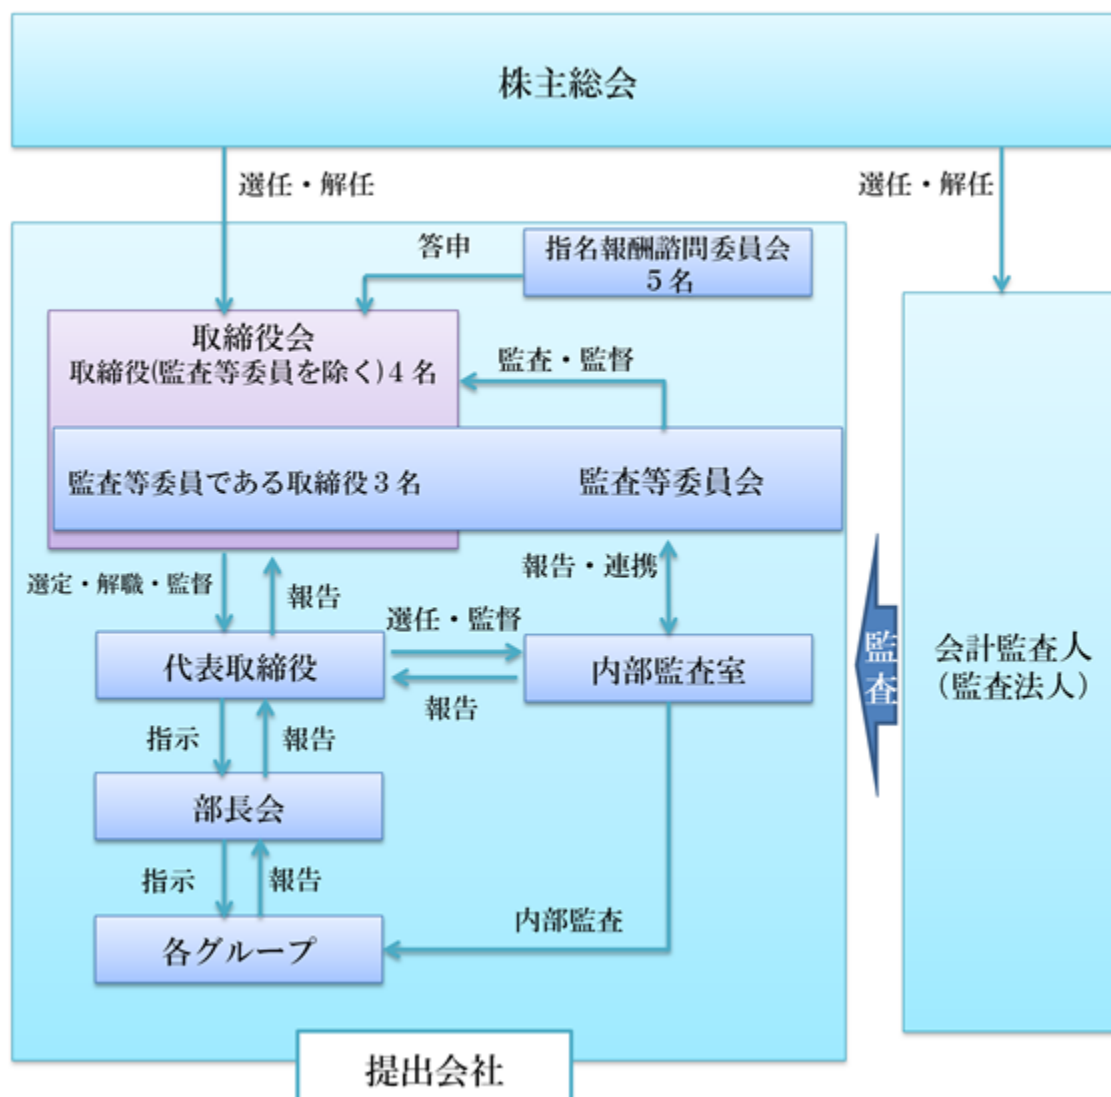 株主総会
選任・解任
選任・解任
答申
指名報酬諮問委員会
５名
取締役会
取締役(監査等委員を除く)４名
監査・監督
監査等委員である取締役３名
監査等委員会
選定・解職・監督
報告
報告・連携
選任・監督
代表取締役
内部監査室
報告
監査
会計監査人
（監査法人）
指示
報告
部長会
指示
報告
内部監査
各グループ
提出会社